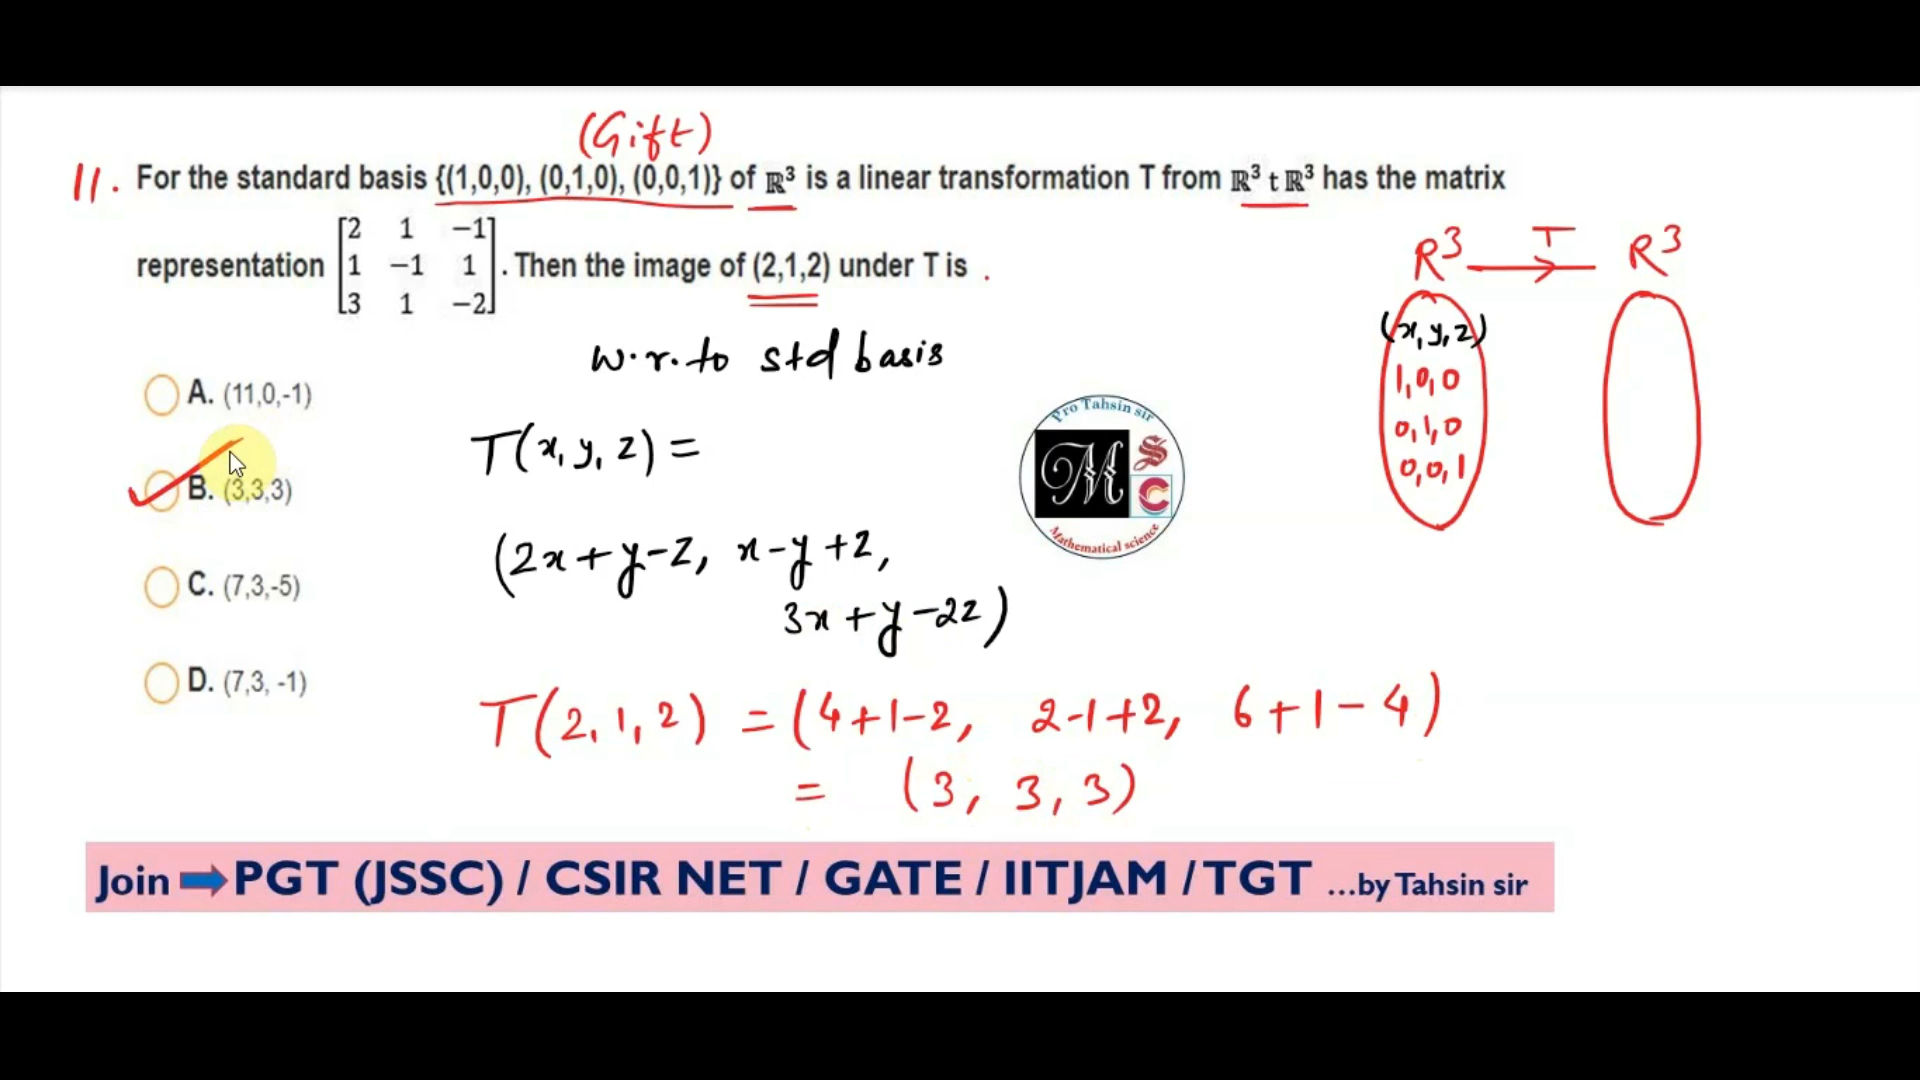 (Gift)
11. For the standard basis {(1,0,0), (0,1,0), (0,0,1)} of ℝ³ is a linear transformation T from ℝ³ t ℝ³ has the matrix
representation [2 1 −1
1 −1 1
3 1 −2]. Then the image of (2,1,2) under T is .
w.r.to std basis
A. (11,0,-1)
B. (3,3,3)
C. (7,3,-5)
D. (7,3, -1)
T(x, y, z) =
(2x+y-z, x-y+z,
3x+y-2z)
T(2,1,2) = (4+1-2, 2-1+2, 6+1-4)
= (3, 3, 3)
R³ T R³
(x,y,z)
1,0,0
0,1,0
0,0,1
Pro Tahsin sir
M S
C
Mathematical science
Join ➡PGT (JSSC) / CSIR NET / GATE / IITJAM /TGT ...by Tahsin sir